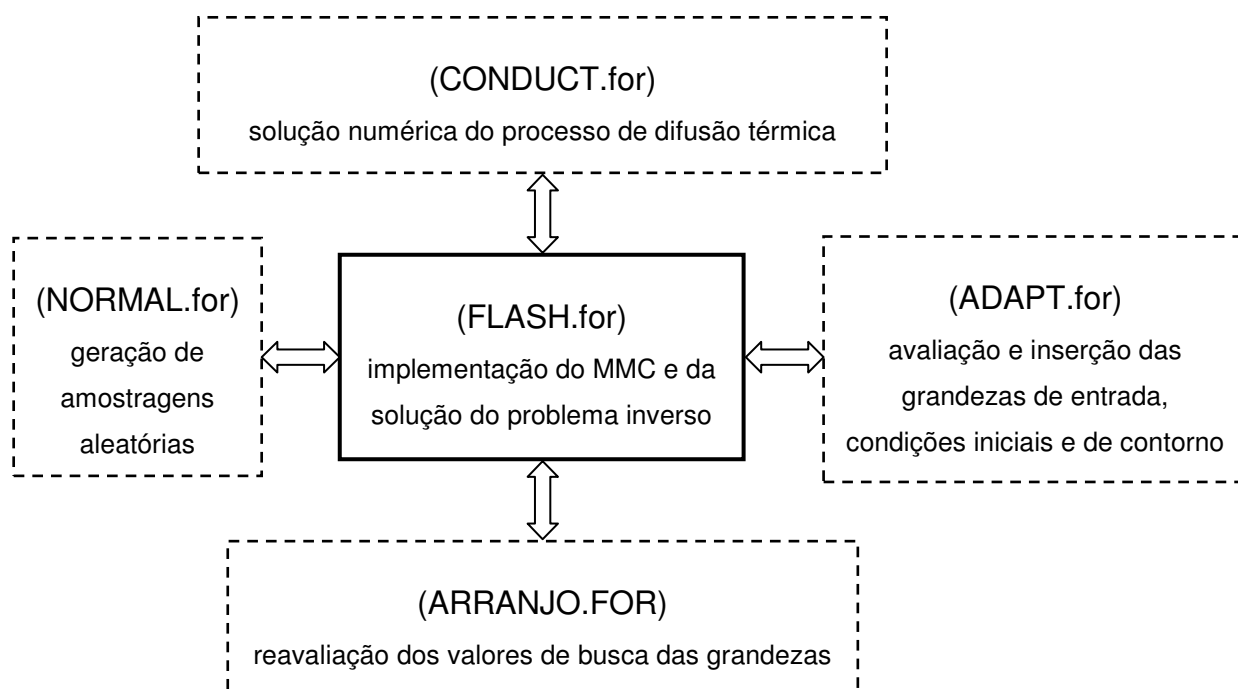 (CONDUCT.for)
solução numérica do processo de difusão térmica
(NORMAL.for)
geração de
amostragens
aleatórias
(FLASH.for)
implementação do MMC e da
solução do problema inverso
(ADAPT.for)
avaliação e inserção das
grandezas de entrada,
condições iniciais e de contorno
(ARRANJO.FOR)
reavaliação dos valores de busca das grandezas